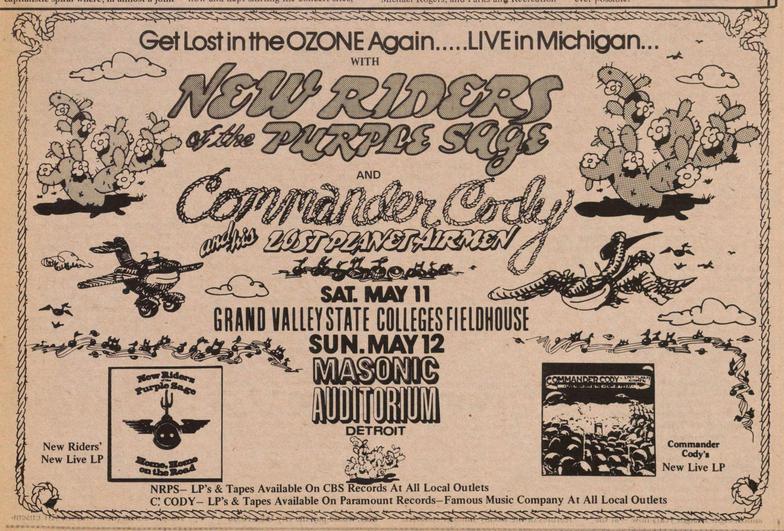 Get Lost in the OZONE Again.....LIVE in Michigan...
WITH
NEW RIDERS
of the PURPLE SAGE
AND
Commander Cody
and his LOST PLANET AIRMEN
SAT. MAY 11
GRAND VALLEY STATE COLLEGES FIELDHOUSE
SUN. MAY 12
MASONIC
AUDITORIUM
DETROIT
New Riders
Purple Sage
Home, Home
on the Road
New Riders'
New Live LP
COMMANDER CODY
Commander
Cody's
New Live LP
NRPS— LP's & Tapes Available On CBS Records At All Local Outlets
C. CODY— LP's & Tapes Available On Paramount Records—Famous Music Company At All Local Outlets